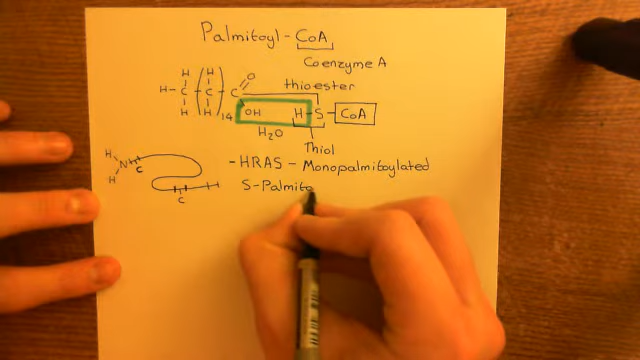 Palmitoyl - CoA
Coenzyme A
H H O
H - C - ( C ) - C thioester
H H 14 OH H - S - CoA
H2O
Thiol
H N C
H
- HRAS - Monopalmitoylated
S-Palmito
C